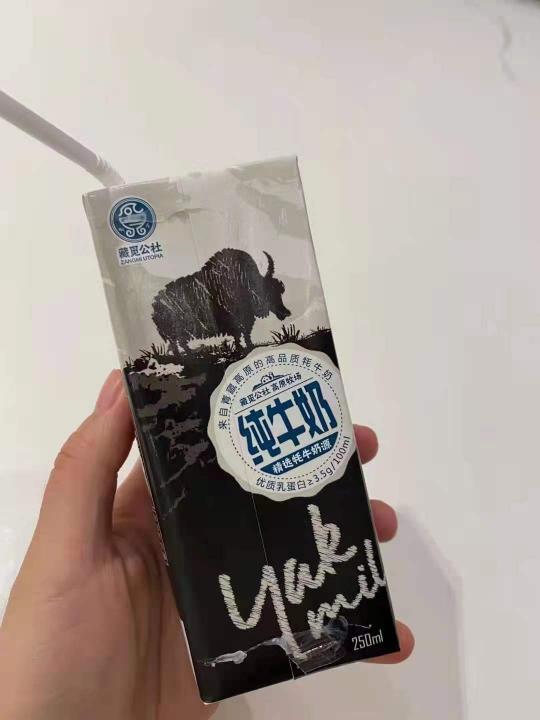 藏觅公社
ZANGMI UTOPIA
来自青藏高原的高品质牦牛奶
藏觅公社 高原牧场
纯牛奶
精选牦牛奶源
优质乳蛋白≥3.5g/100ml
Yak
milk
250ml